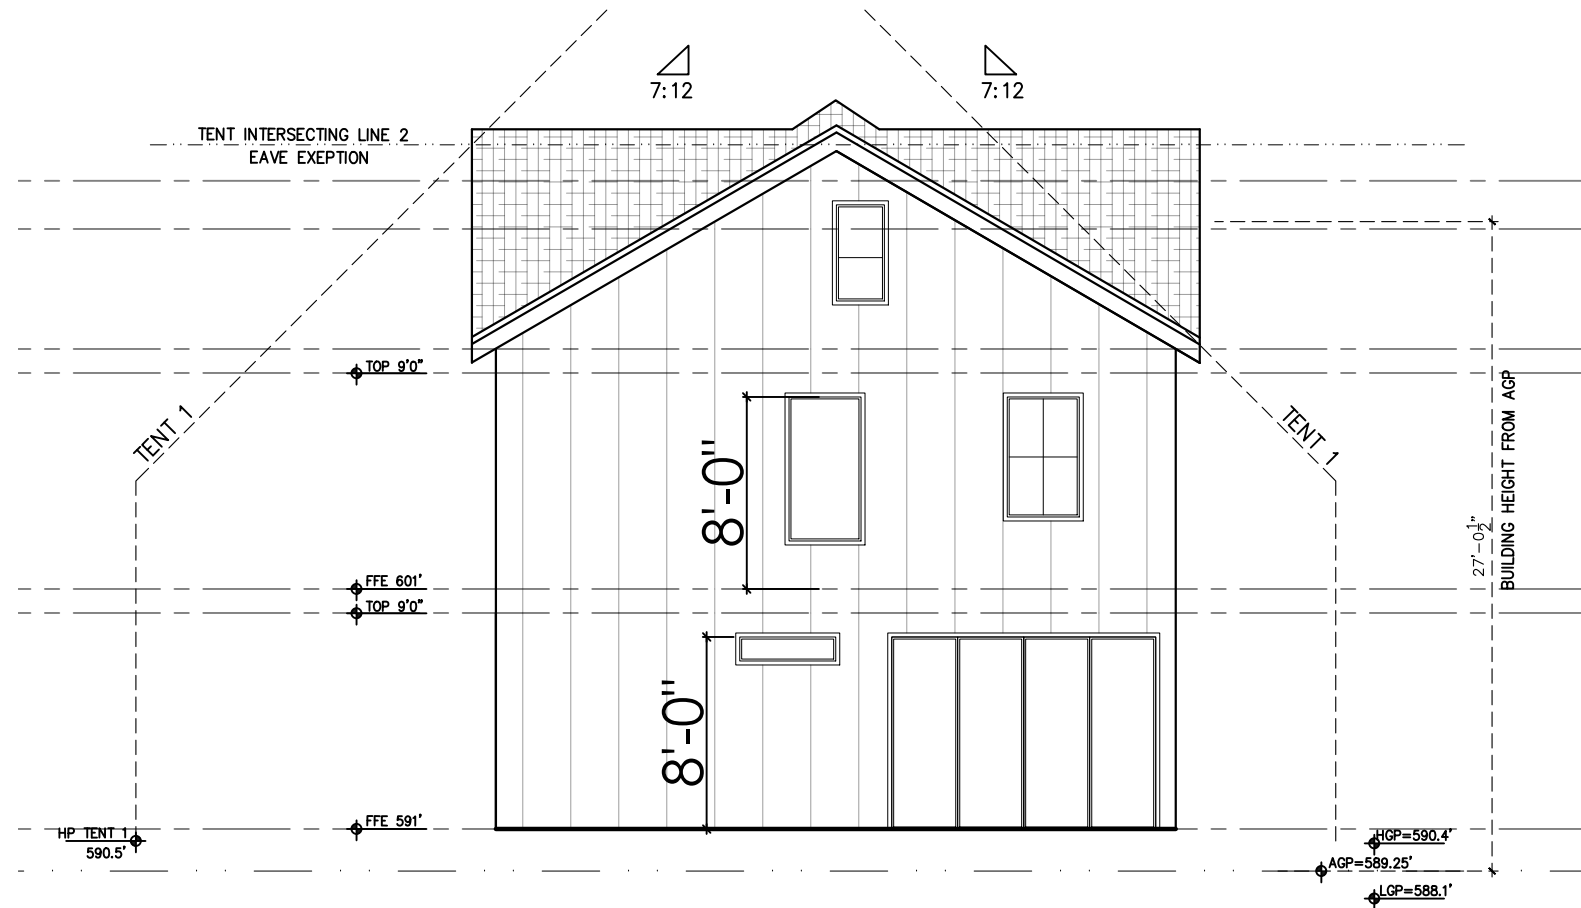 7:12
7:12
TENT INTERSECTING LINE 2
EAVE EXEPTION
TOP 9'0"
TENT 1
TENT 1
8'-0"
27'-0 1/2"
BUILDING HEIGHT FROM AGP
FFE 601'
TOP 9'0"
8'-0"
FFE 591'
HP TENT 1
590.5'
HGP=590.4'
AGP=589.25'
LGP=588.1'